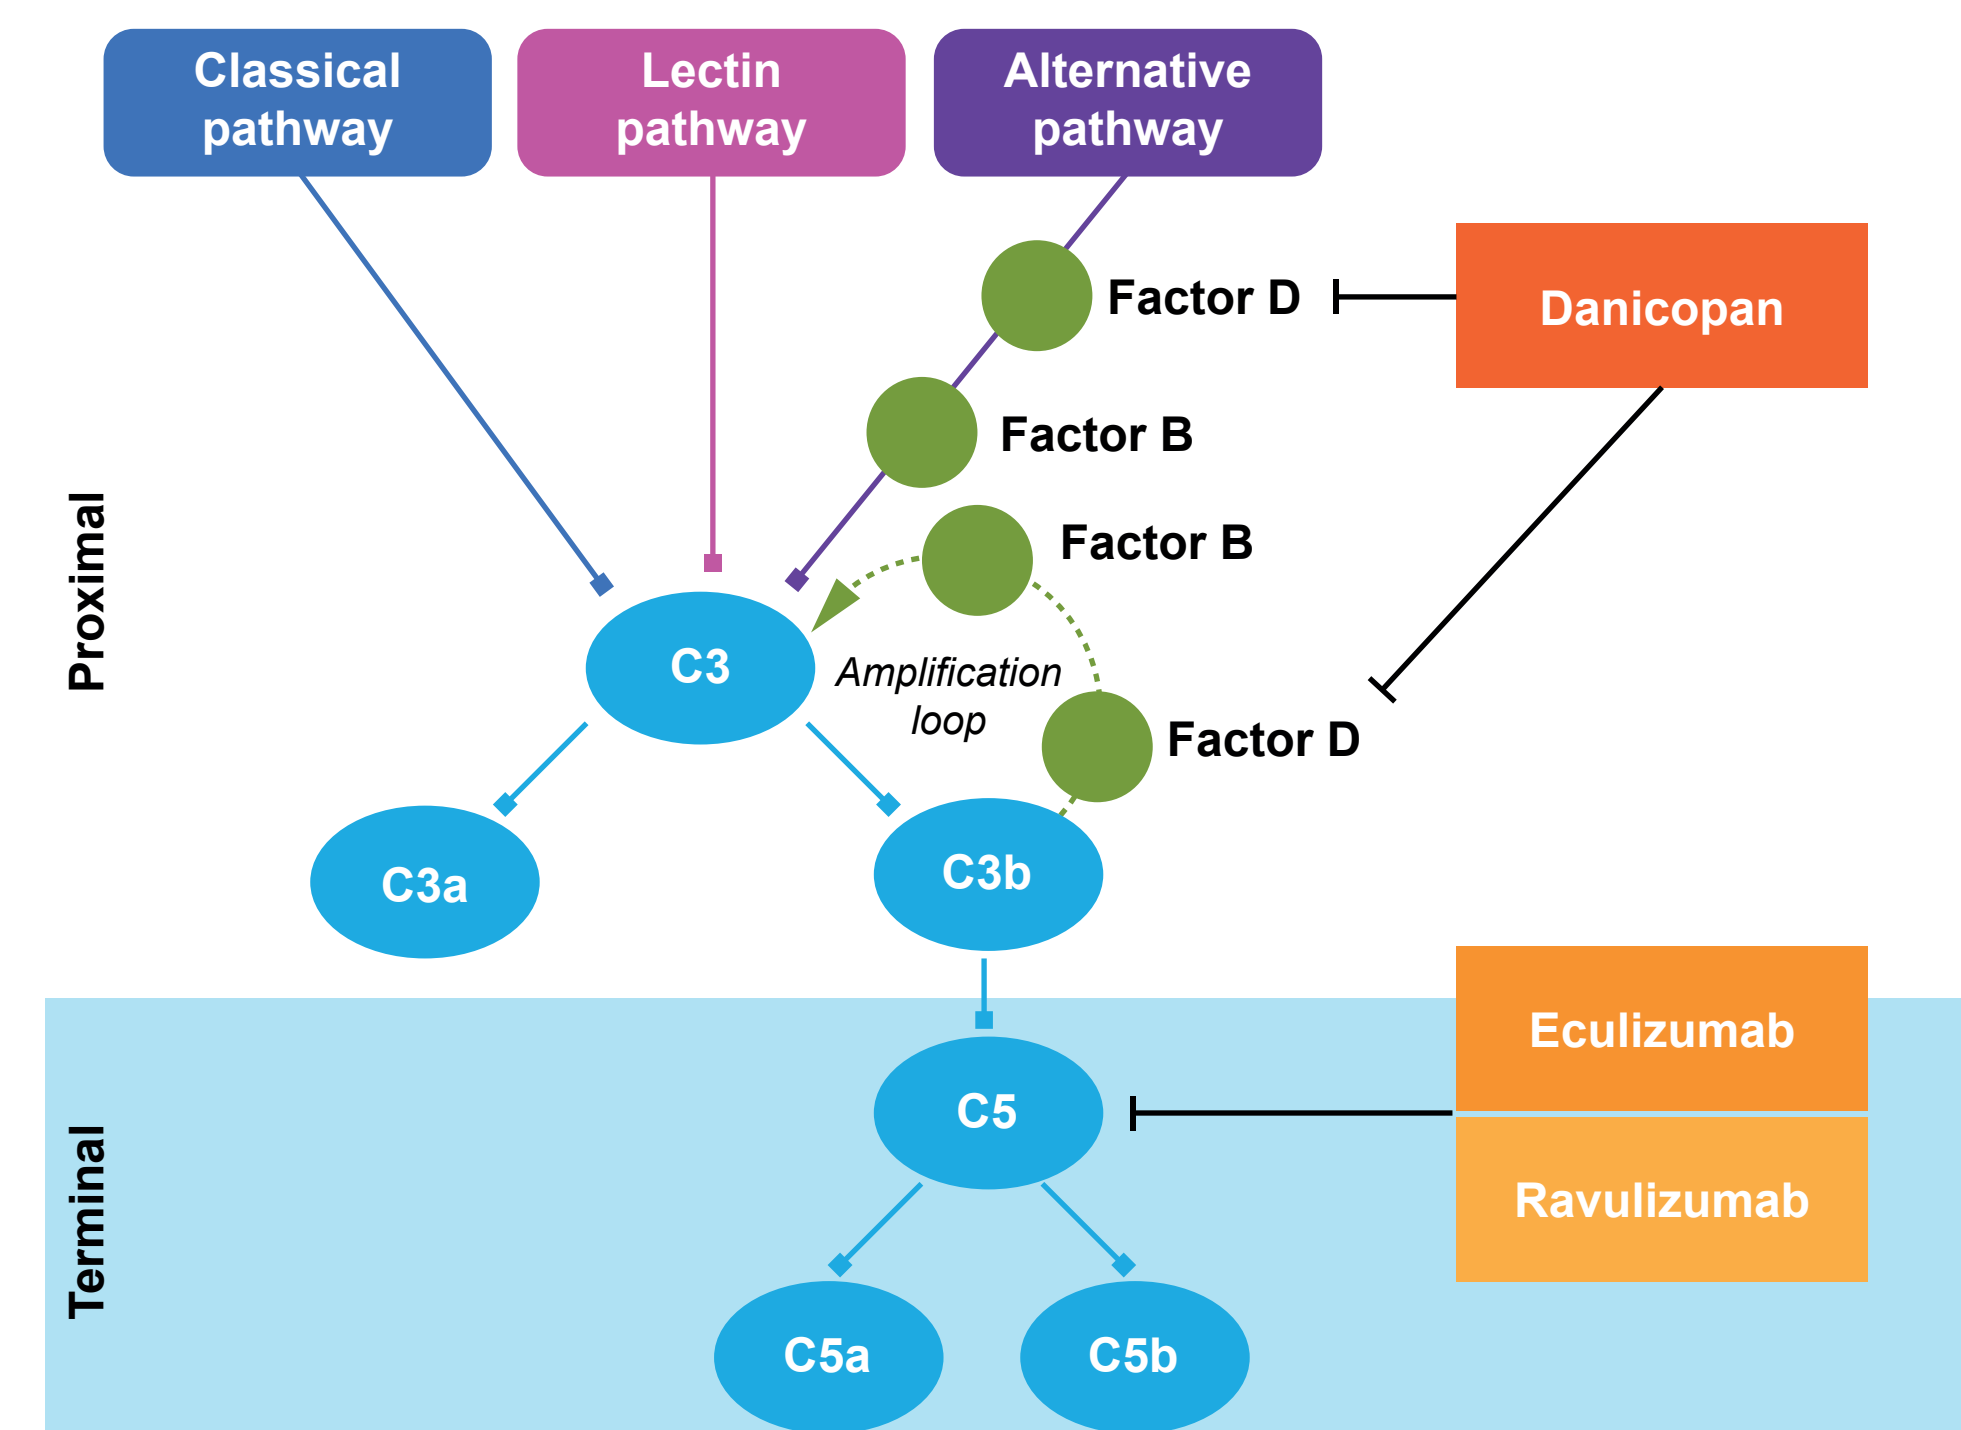 Classical
pathway
Lectin
pathway
Alternative
pathway
Factor D
Danicopan
Factor B
Factor B
Proximal
C3
Amplification
loop
Factor D
C3a
C3b
Eculizumab
C5
Ravulizumab
Terminal
C5a
C5b